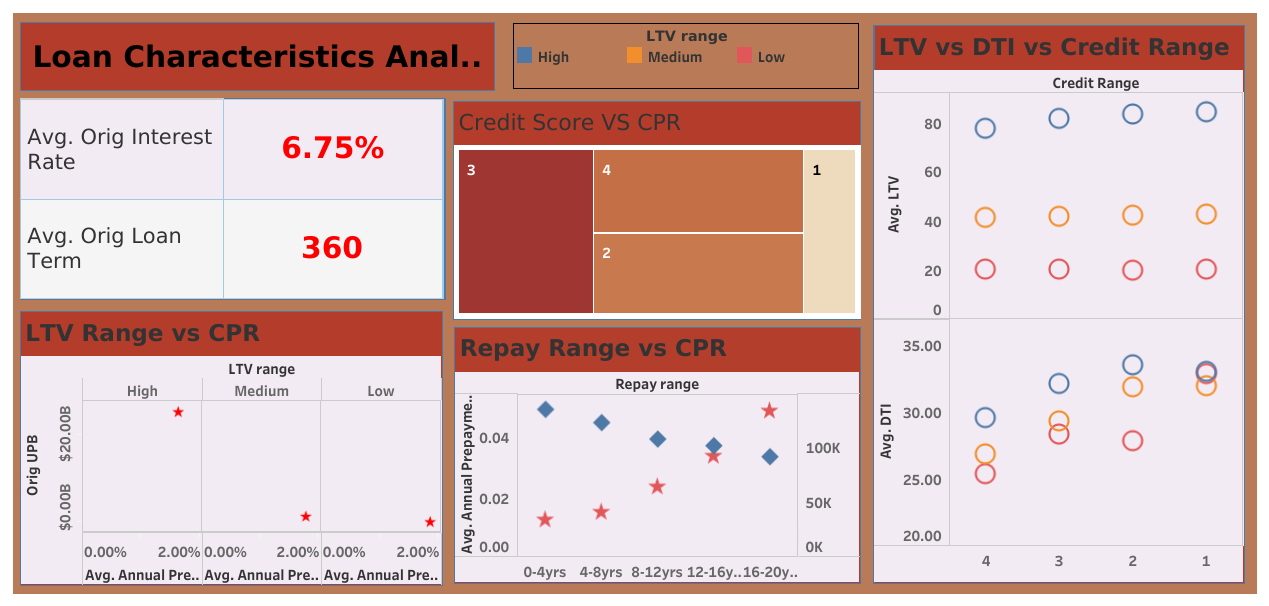 Loan Characteristics Anal..
LTV range
High
Medium
Low
Avg. Orig Interest
Rate
6.75%
Avg. Orig Loan
Term
360
Credit Score VS CPR
3
4
2
1
LTV Range vs CPR
LTV range
High
Medium
Low
Orig UPB
$20.00B
$0.00B
0.00%
2.00%
0.00%
2.00%
0.00%
2.00%
Avg. Annual Pre..
Avg. Annual Pre..
Avg. Annual Pre..
Repay Range vs CPR
Repay range
Avg. Annual Prepayme..
0.04
0.02
0.00
100K
50K
0K
0-4yrs
4-8yrs
8-12yrs
12-16y..
16-20y..
LTV vs DTI vs Credit Range
Credit Range
Avg. LTV
80
60
40
20
0
Avg. DTI
35.00
30.00
25.00
20.00
4
3
2
1